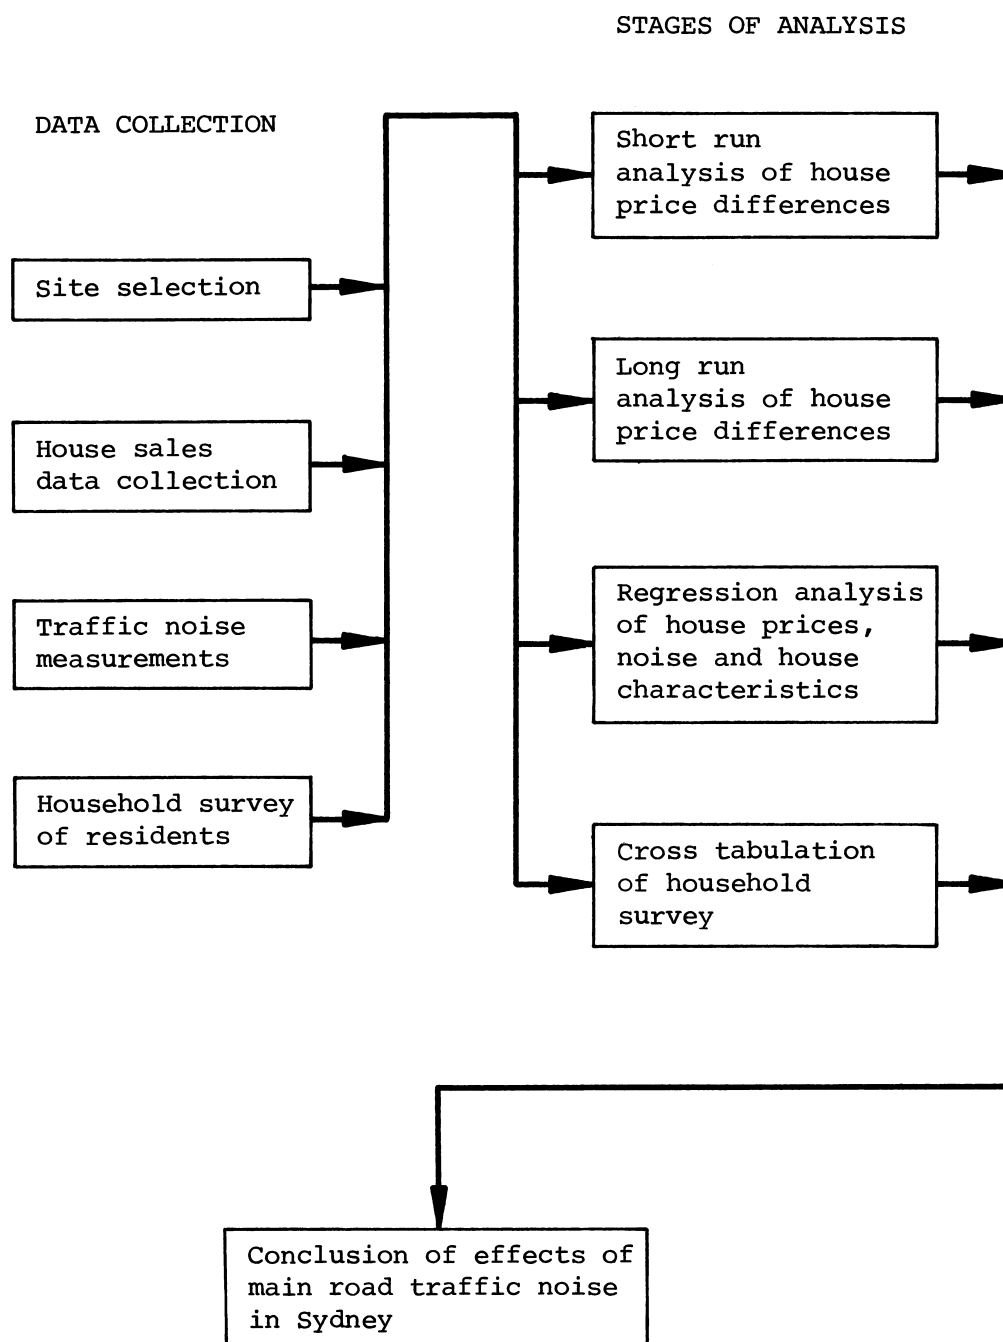 STAGES OF ANALYSIS
DATA COLLECTION
Site selection
House sales
data collection
Traffic noise
measurements
Household survey
of residents
Short run
analysis of house
price differences
Long run
analysis of house
price differences
Regression analysis
of house prices,
noise and house
characteristics
Cross tabulation
of household
survey
Conclusion of effects of
main road traffic noise
in Sydney